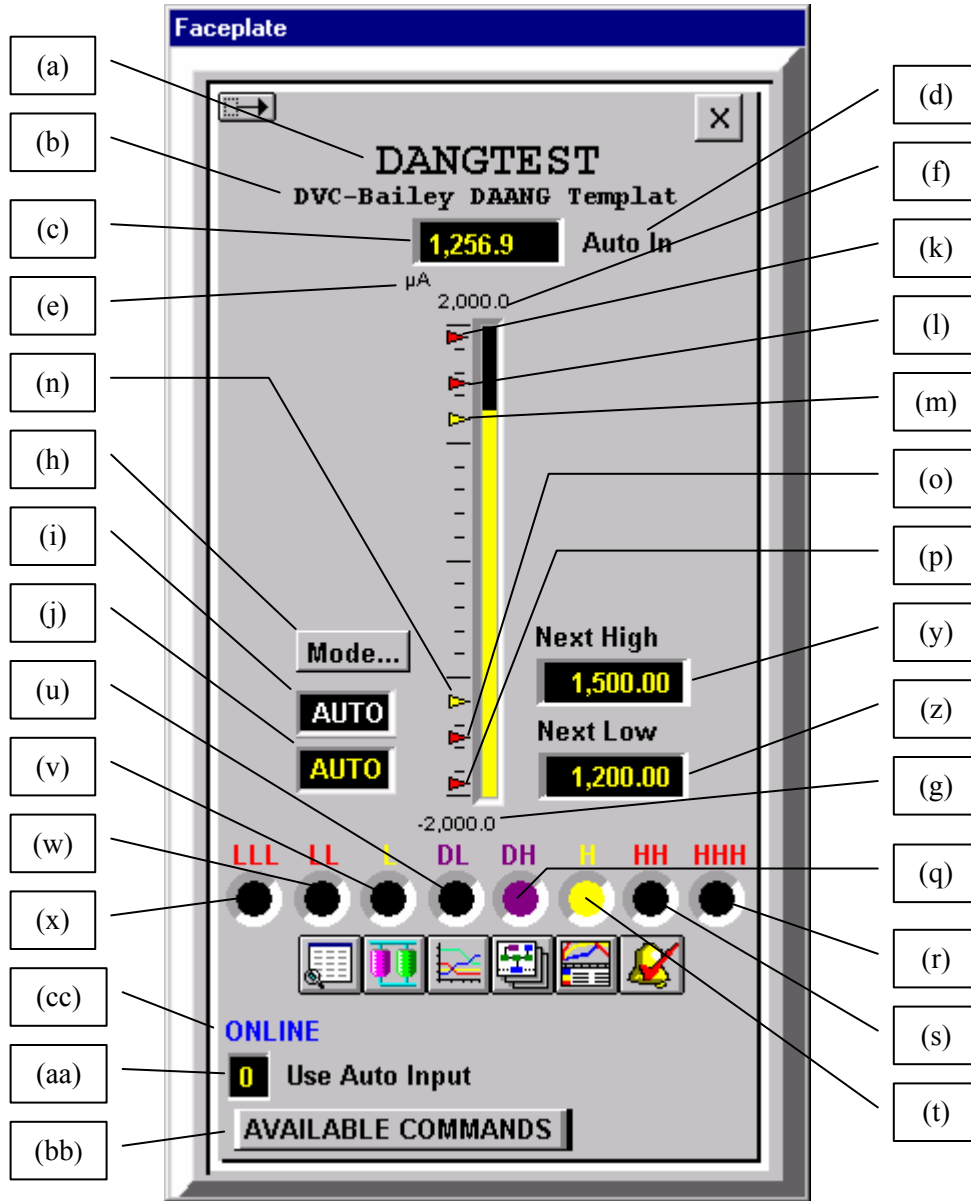 Faceplate
(a)
(b)
(c)
(e)
(n)
(h)
(i)
(j)
(u)
(v)
(w)
(x)
(cc)
(aa)
(bb)
X
DANGTEST
DVC-Bailey DAANG Templat
1,256.9 Auto In
µA
2,000.0
Mode...
AUTO
AUTO
Next High
1,500.00
Next Low
1,200.00
-2,000.0
LLL LL L DL DH H HH HHH
ONLINE
0 Use Auto Input
AVAILABLE COMMANDS
(d)
(f)
(k)
(l)
(m)
(o)
(p)
(y)
(z)
(g)
(q)
(r)
(s)
(t)